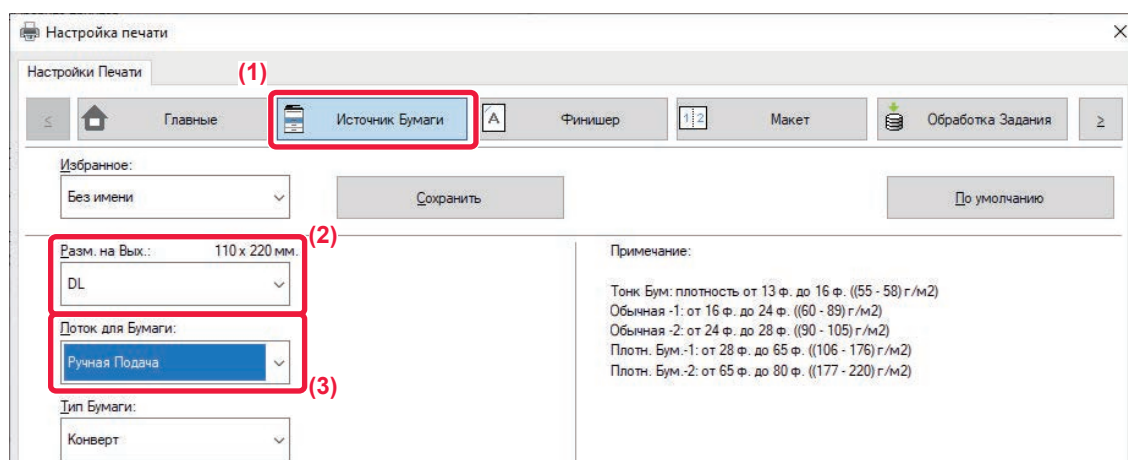 Настройка печати
Настройки Печати
(1)
≤
Главные
Источник Бумаги
A
Финишер
1 2
Макет
Обработка Задания
≥
Избранное:
Без имени
Сохранить
По умолчанию
(2)
Разм. на Вых.: 110 x 220 мм.
DL
Поток для Бумаги:
Ручная Подача
(3)
Тип Бумаги:
Конверт
Примечание:
Тонк Бум: плотность от 13 ф. до 16 ф. ((55 - 58) г/м2)
Обычная -1: от 16 ф. до 24 ф. ((60 - 89) г/м2)
Обычная -2: от 24 ф. до 28 ф. ((90 - 105) г/м2)
Плотн. Бум.-1: от 28 ф. до 65 ф. ((106 - 176) г/м2)
Плотн. Бум.-2: от 65 ф. до 80 ф. ((177 - 220) г/м2)